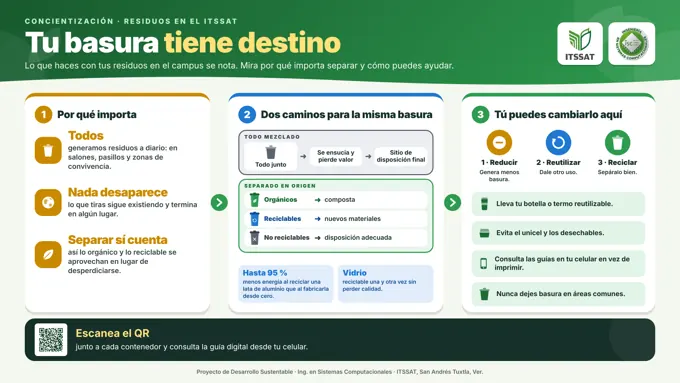 CONCIENTIZACIÓN · RESIDUOS EN EL ITSSAT
Tu basura tiene destino
Lo que haces con tus residuos en el campus se nota. Mira por qué importa separar y cómo puedes ayudar.
ITSSAT
1 Por qué importa
Todos
generamos residuos a diario: en
salones, pasillos y zonas de
convivencia.
Nada desaparece
lo que tiras sigue existiendo y termina
en algún lugar.
Separar sí cuenta
así lo orgánico y lo reciclable se
aprovechan en lugar de
desperdiciarse.
2 Dos caminos para la misma basura
TODO MEZCLADO
Todo junto
Se ensucia y
pierde valor
Sitio de
disposición final
SEPARADO EN ORIGEN
Orgánicos → composta
Reciclables → nuevos materiales
No reciclables → disposición adecuada
Hasta 95 %
menos energía al reciclar una
lata de aluminio que al fabricarla
desde cero.
Vidrio
reciclable una y otra vez sin
perder calidad.
3 Tú puedes cambiarlo aquí
1 · Reducir
Genera menos
basura.
2 · Reutilizar
Dale otro uso.
3 · Reciclar
Sepáralo bien.
Lleva tu botella o termo reutilizable.
Evita el unicel y los desechables.
Consulta las guías en tu celular en vez de
imprimir.
Nunca dejes basura en áreas comunes.
Escanea el QR
junto a cada contenedor y consulta la guía digital desde tu celular.
Proyecto de Desarrollo Sustentable · Ing. en Sistemas Computacionales · ITSSAT, San Andrés Tuxtla, Ver.